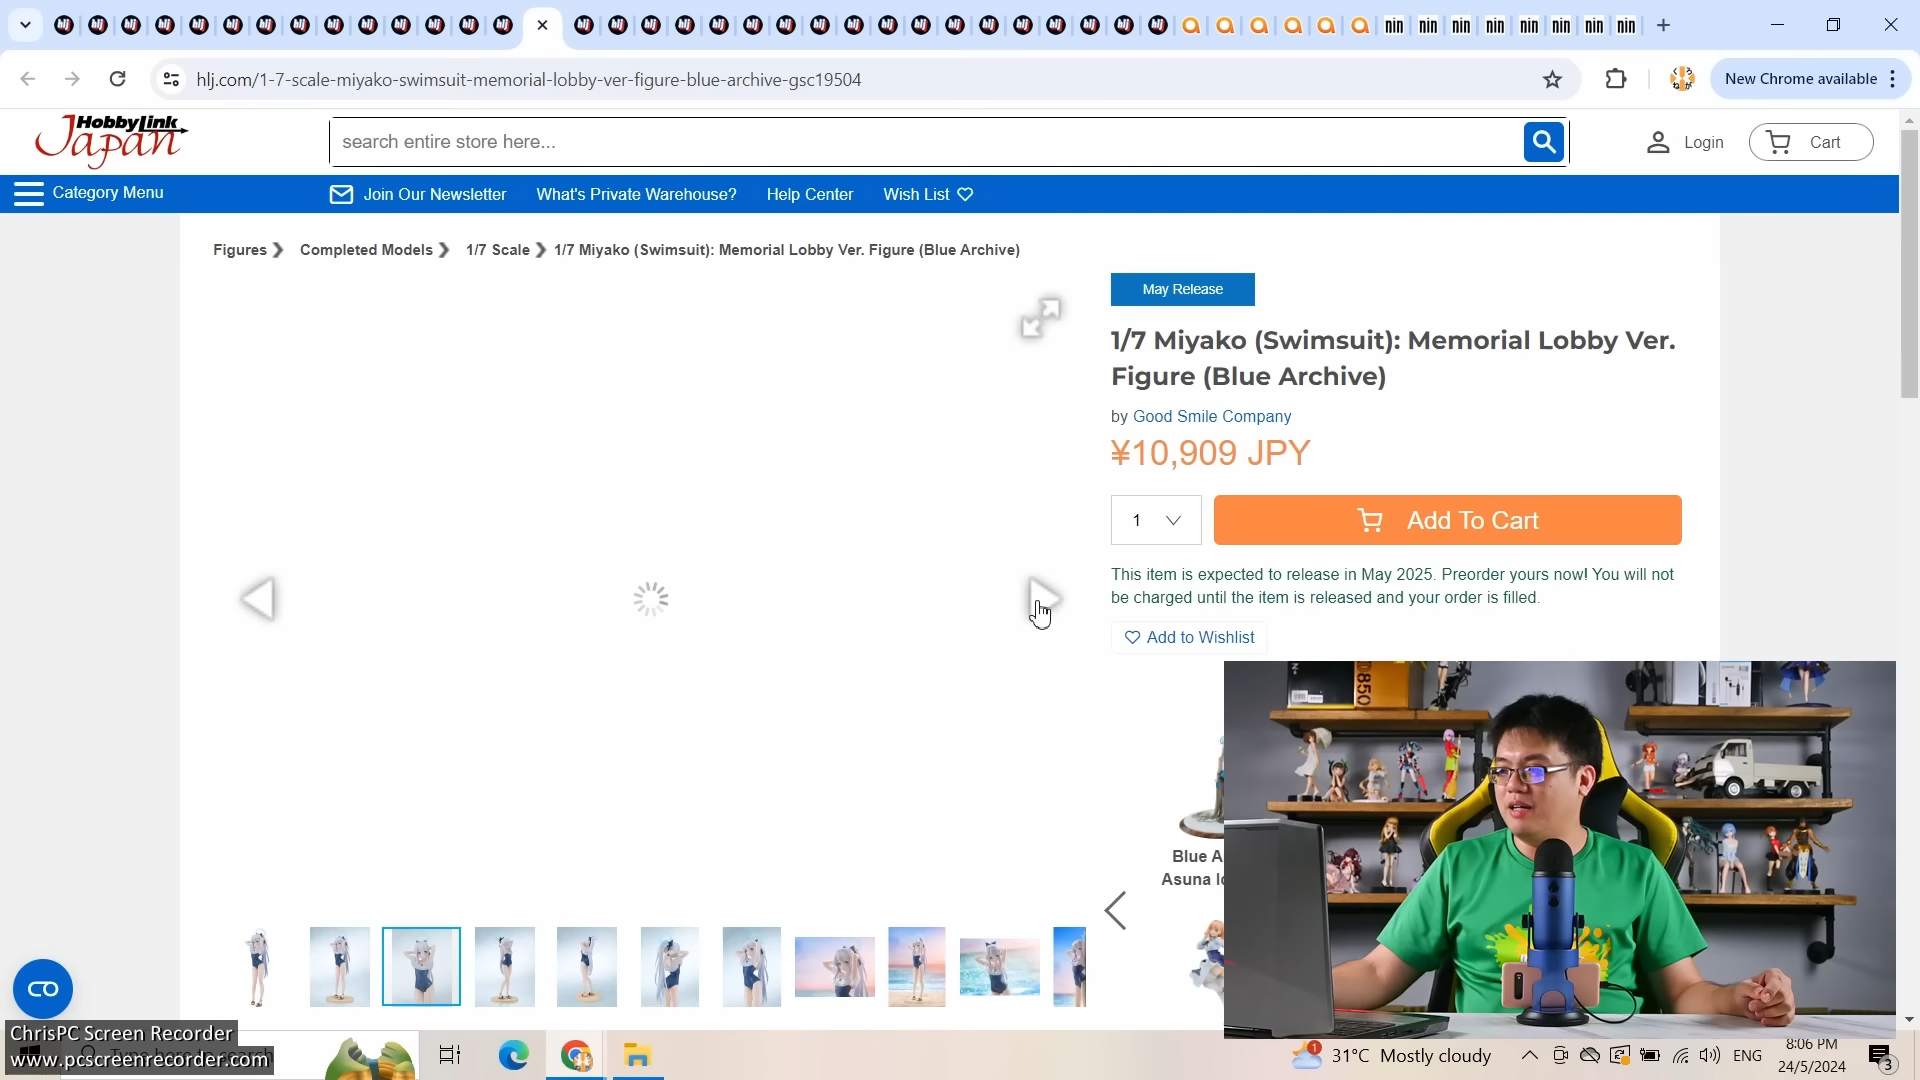 hlj.com/1-7-scale-miyako-swimsuit-memorial-lobby-ver-figure-blue-archive-gsc19504
New Chrome available
HobbyLink
Japan
search entire store here...
Login
Cart
Category Menu
Join Our Newsletter
What's Private Warehouse?
Help Center
Wish List
Figures
Completed Models
1/7 Scale
1/7 Miyako (Swimsuit): Memorial Lobby Ver. Figure (Blue Archive)
May Release
1/7 Miyako (Swimsuit): Memorial Lobby Ver.
Figure (Blue Archive)
by Good Smile Company
¥10,909 JPY
1
Add To Cart
This item is expected to release in May 2025. Preorder yours now! You will not
be charged until the item is released and your order is filled.
Add to Wishlist
Blue A
Asuna
ChrisPC Screen Recorder
www.pcscreenrecorder.com
31°C Mostly cloudy
ENG
8:06 PM
24/5/2024
3